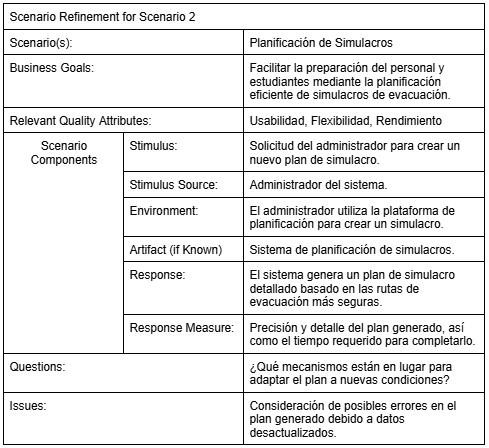 Scenario Refinement for Scenario 2
Scenario(s):
Planificación de Simulacros
Business Goals:
Facilitar la preparación del personal y
estudiantes mediante la planificación
eficiente de simulacros de evacuación.
Relevant Quality Attributes:
Usabilidad, Flexibilidad, Rendimiento
Scenario
Components
Stimulus:
Solicitud del administrador para crear un
nuevo plan de simulacro.
Stimulus Source:
Administrador del sistema.
Environment:
El administrador utiliza la plataforma de
planificación para crear un simulacro.
Artifact (if Known)
Sistema de planificación de simulacros.
Response:
El sistema genera un plan de simulacro
detallado basado en las rutas de
evacuación más seguras.
Response Measure:
Precisión y detalle del plan generado, así
como el tiempo requerido para completarlo.
Questions:
¿Qué mecanismos están en lugar para
adaptar el plan a nuevas condiciones?
Issues:
Consideración de posibles errores en el
plan generado debido a datos
desactualizados.